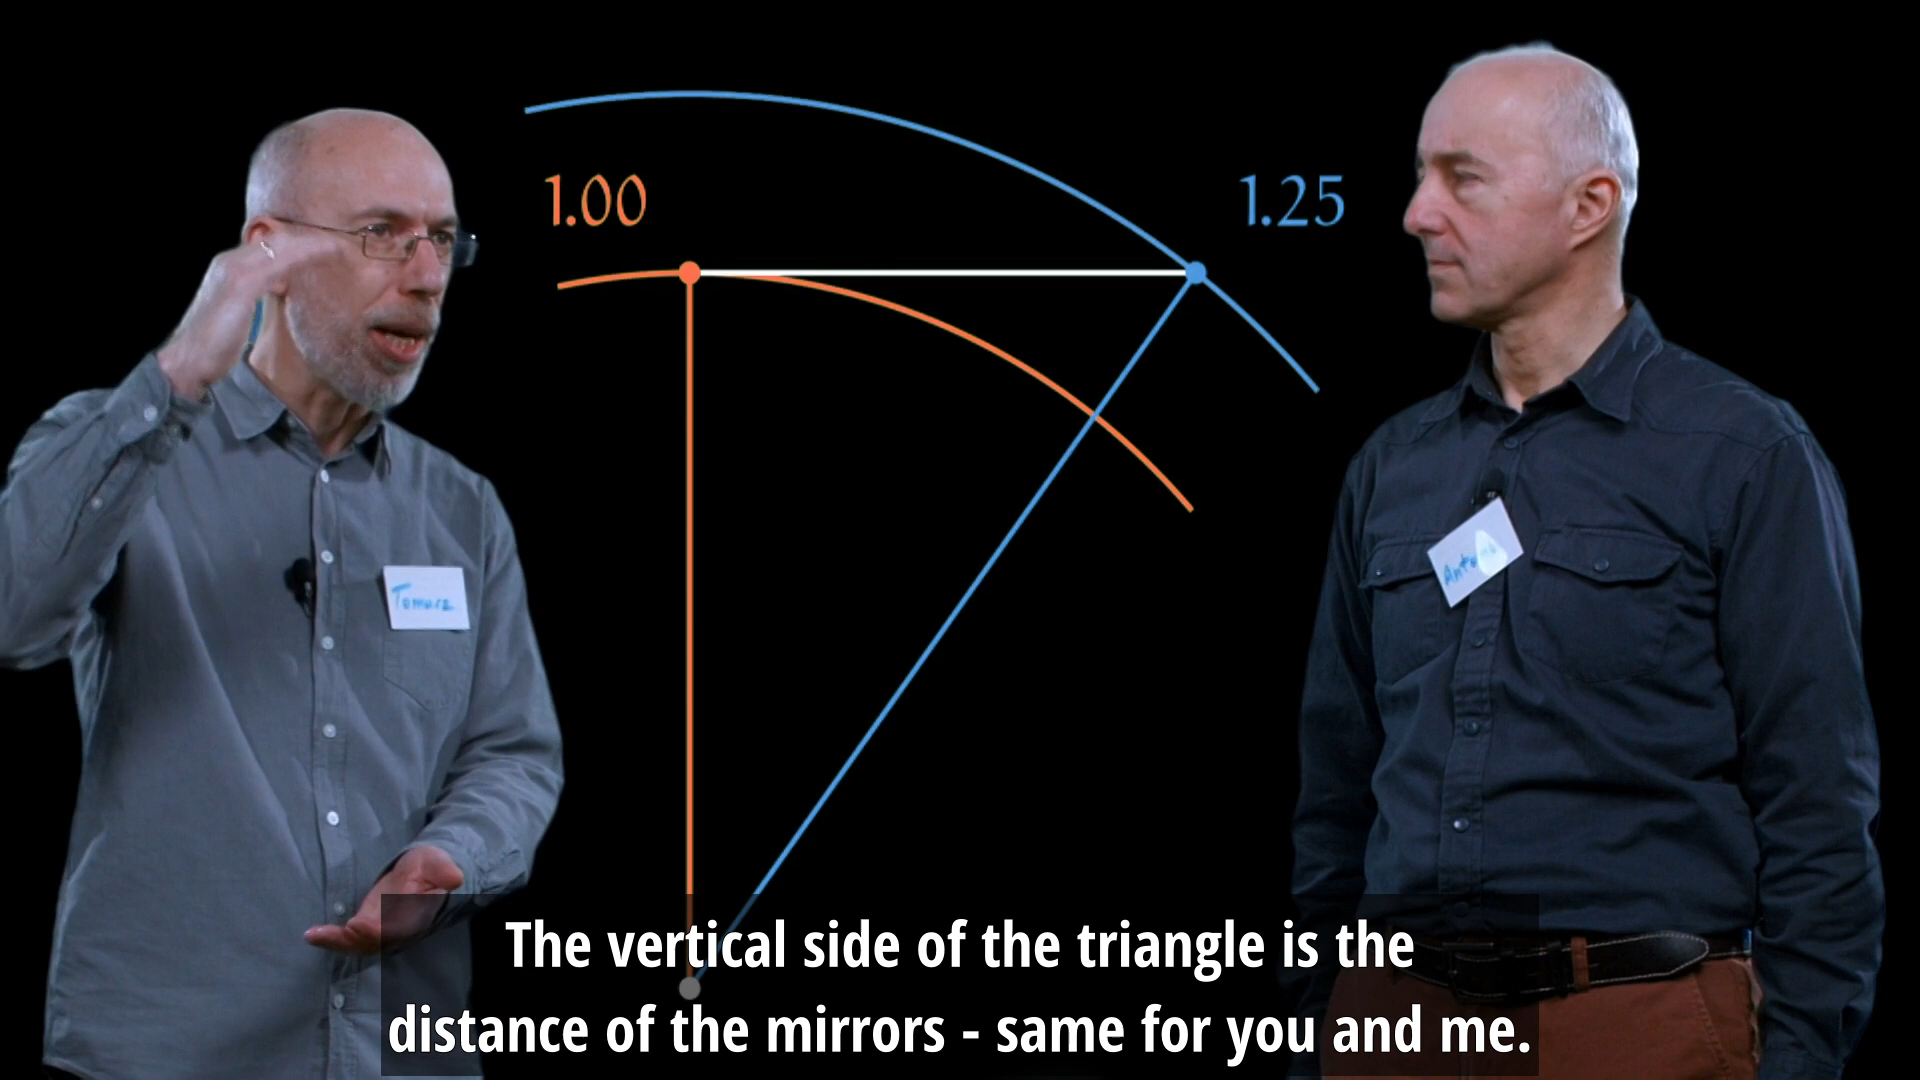 1.00
1.25
Tamara
The vertical side of the triangle is the
distance of the mirrors - same for you and me.